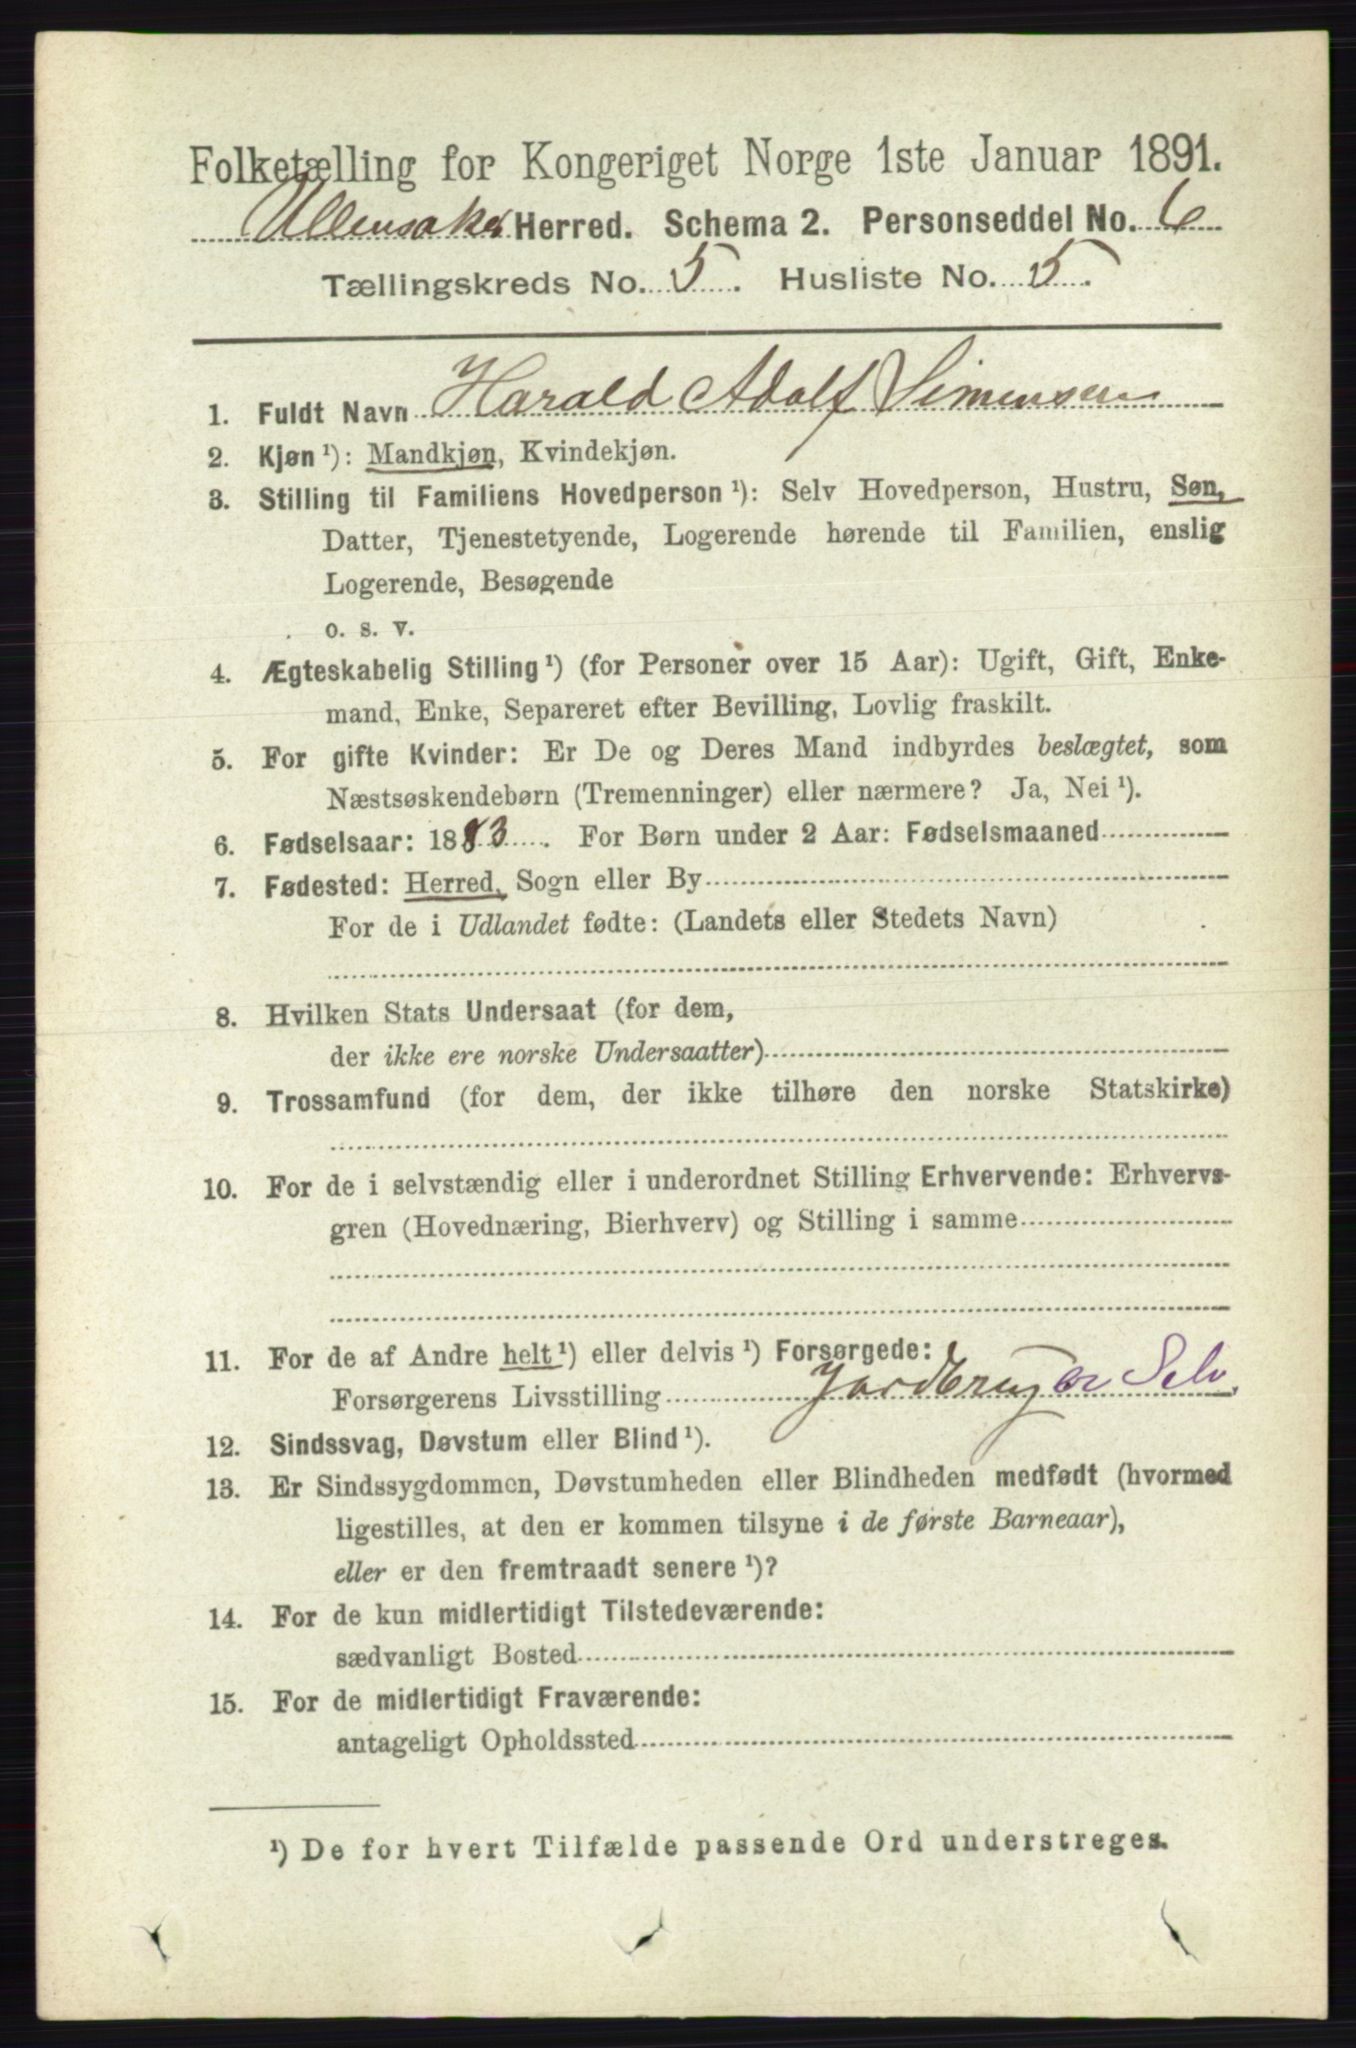 Folketælling for Kongeriget Norge 1ste Januar 1891.
Ullensaker Herred. Schema 2. Personseddel No. 6
Tællingskreds No. 5. Husliste No. 5.
1. Fuldt Navn Harald Adolf Simensen
2. Kjøn ¹): Mandkjøn, Kvindekjøn.
3. Stilling til Familiens Hovedperson ¹): Selv Hovedperson, Hustru, Søn,
Datter, Tjenestetyende, Logerende hørende til Familien, enslig
Logerende, Besøgende
o. s. v.
4. Ægteskabelig Stilling ¹) (for Personer over 15 Aar): Ugift, Gift, Enke-
mand, Enke, Separeret efter Bevilling, Lovlig fraskilt.
5. For gifte Kvinder: Er De og Deres Mand indbyrdes beslægtet, som
Næstsøskendebørn (Tremenninger) eller nærmere? Ja, Nei ¹).
6. Fødselsaar: 1883. For Børn under 2 Aar: Fødselsmaaned
7. Fødested: Herred, Sogn eller By
For de i Udlandet fødte: (Landets eller Stedets Navn)
8. Hvilken Stats Undersaat (for dem,
der ikke ere norske Undersaatter)
9. Trossamfund (for dem, der ikke tilhøre den norske Statskirke)
10. For de i selvstændig eller i underordnet Stilling Erhvervende: Erhvervs-
gren (Hovednæring, Bierhverv) og Stilling i samme
11. For de af Andre helt ¹) eller delvis ¹) Forsørgede:
Forsørgerens Livsstilling Jordbruger Selv.
12. Sindssvag, Døvstum eller Blind ¹).
13. Er Sindssygdommen, Døvstumheden eller Blindheden medfødt (hvormed
ligestilles, at den er kommen tilsyne i de første Barneaar),
eller er den fremtraadt senere ¹)?
14. For de kun midlertidigt Tilstedeværende:
sædvanligt Bosted
15. For de midlertidigt Fraværende:
antageligt Opholdssted
¹) De for hvert Tilfælde passende Ord understreges.